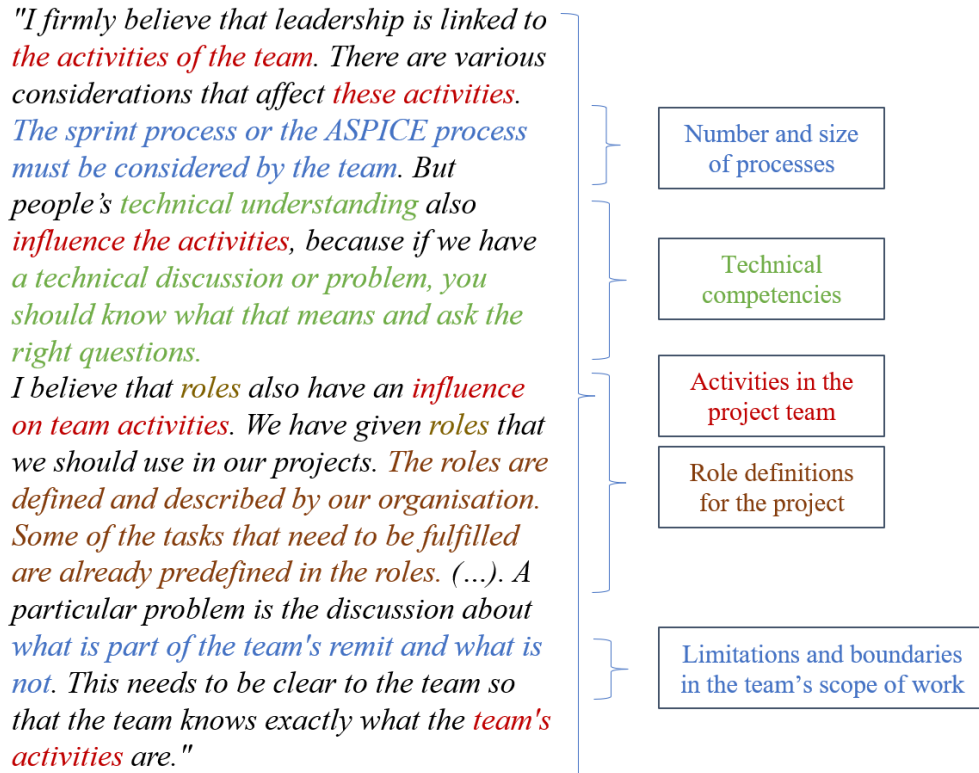 "I firmly believe that leadership is linked to
the activities of the team. There are various
considerations that affect these activities.
The sprint process or the ASPICE process
must be considered by the team. But
people’s technical understanding also
influence the activities, because if we have
a technical discussion or problem, you
should know what that means and ask the
right questions.
I believe that roles also have an influence
on team activities. We have given roles that
we should use in our projects. The roles are
defined and described by our organisation.
Some of the tasks that need to be fulfilled
are already predefined in the roles. (…). A
particular problem is the discussion about
what is part of the team's remit and what is
not. This needs to be clear to the team so
that the team knows exactly what the team's
activities are."
Number and size
of processes
Technical
competencies
Activities in the
project team
Role definitions
for the project
Limitations and boundaries
in the team’s scope of work